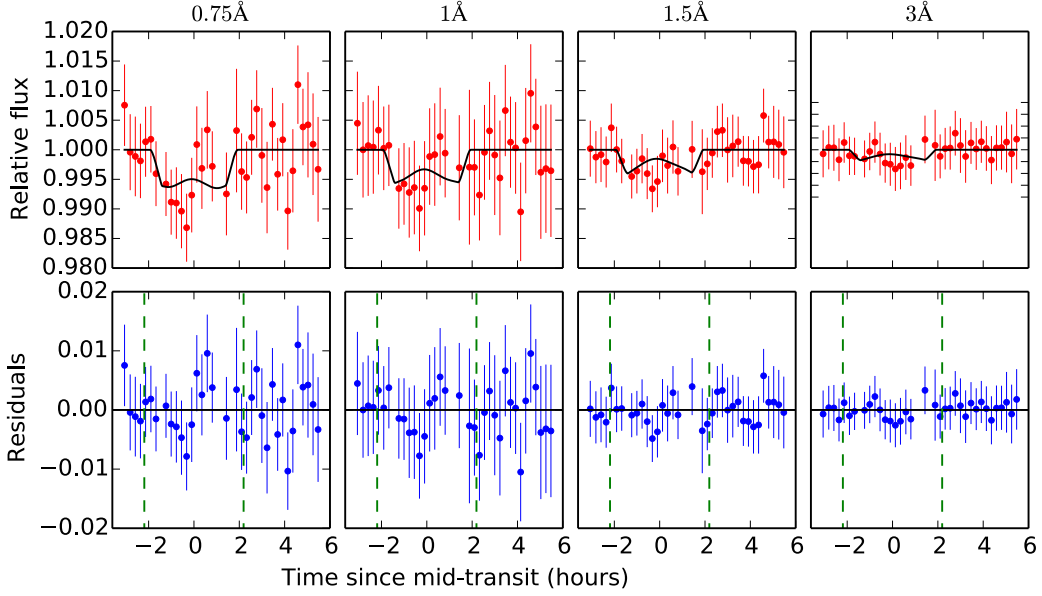 0.75Å 1Å 1.5Å 3Å
1.020
1.015
1.010
1.005
1.000
0.995
0.990
0.985
0.980
Relative flux
0.02
0.01
0.00
−0.01
−0.02
Residuals
−2 0 2 4 6 −2 0 2 4 6 −2 0 2 4 6 −2 0 2 4 6
Time since mid-transit (hours)